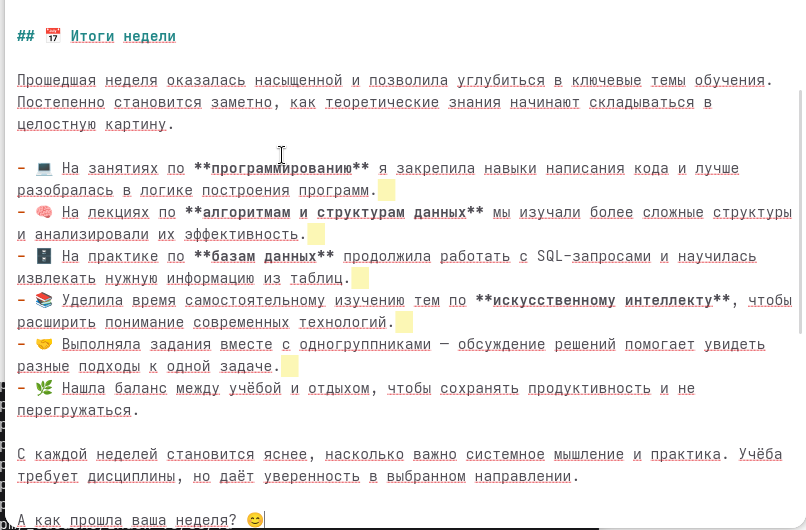 ## 📅 Итоги недели
Прошедшая неделя оказалась насыщенной и позволила углубиться в ключевые темы обучения.
Постепенно становится заметно, как теоретические знания начинают складываться в
целостную картину.
- 💻 На занятиях по **программированию** я закрепила навыки написания кода и лучше
разобралась в логике построения программ.
- 🧠 На лекциях по **алгоритмам и структурам данных** мы изучали более сложные структуры
и анализировали их эффективность.
- 🗄️ На практике по **базам данных** продолжила работать с SQL-запросами и научилась
извлекать нужную информацию из таблиц.
- 📚 Уделила время самостоятельному изучению тем по **искусственному интеллекту**, чтобы
расширить понимание современных технологий.
- 🤝 Выполняла задания вместе с одногруппниками — обсуждение решений помогает увидеть
разные подходы к одной задаче.
- 🌿 Нашла баланс между учёбой и отдыхом, чтобы сохранять продуктивность и не
перегружаться.
С каждой неделей становится яснее, насколько важно системное мышление и практика. Учёба
требует дисциплины, но даёт уверенность в выбранном направлении.
А как прошла ваша неделя? 😊